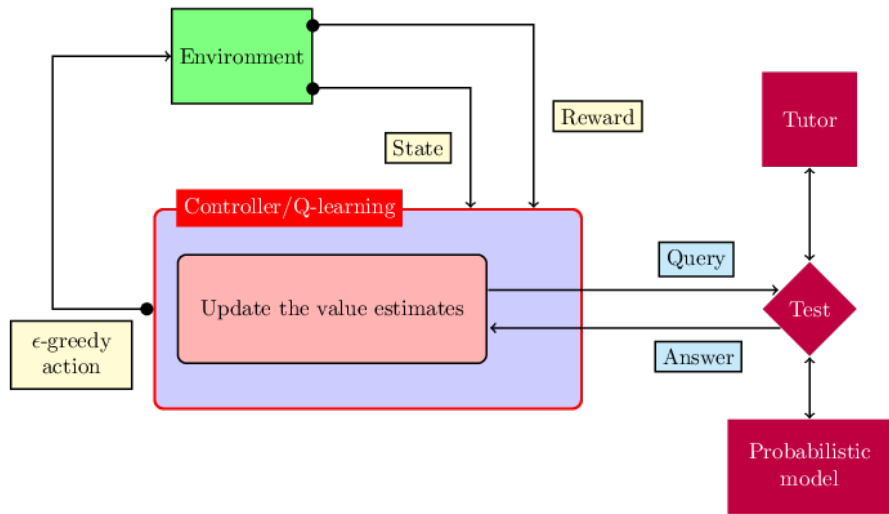 Environment
Reward
Tutor
State
Controller/Q-learning
Query
Update the value estimates
Test
ϵ-greedy
action
Answer
Probabilistic
model